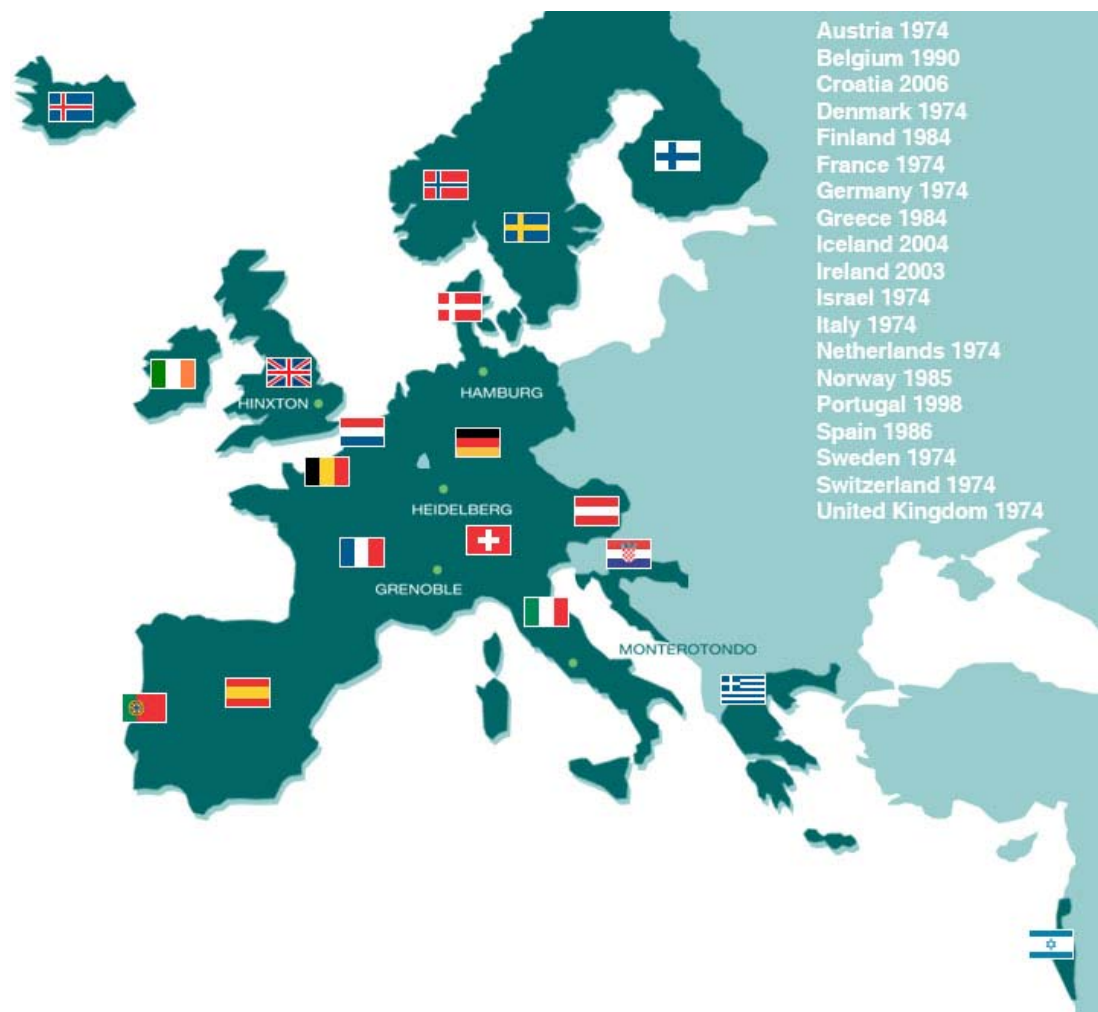 Austria 1974
Belgium 1990
Croatia 2006
Denmark 1974
Finland 1984
France 1974
Germany 1974
Greece 1984
Iceland 2004
Ireland 2003
Israel 1974
Italy 1974
Netherlands 1974
Norway 1985
Portugal 1998
Spain 1986
Sweden 1974
Switzerland 1974
United Kingdom 1974
HAMBURG
HINXTON
HEIDELBERG
GRENOBLE
MONTEROTONDO